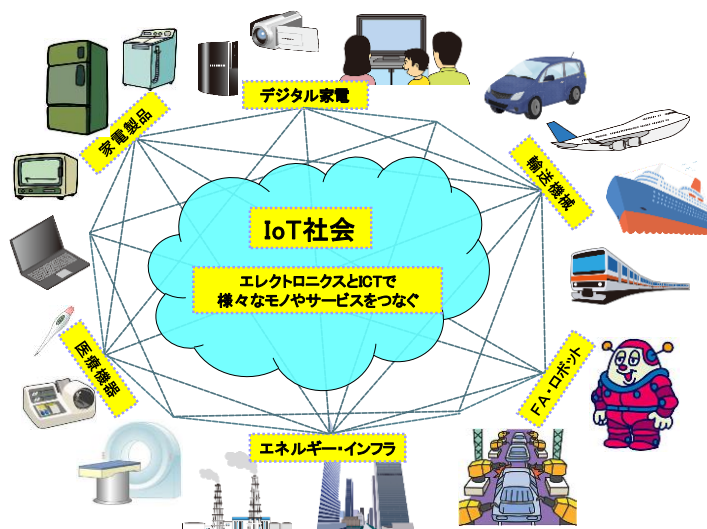 デジタル家電
家電製品
輸送機械
IoT社会
エレクトロニクスとICTで
様々なモノやサービスをつなぐ
医療機器
FA・ロボット
エネルギー・インフラ